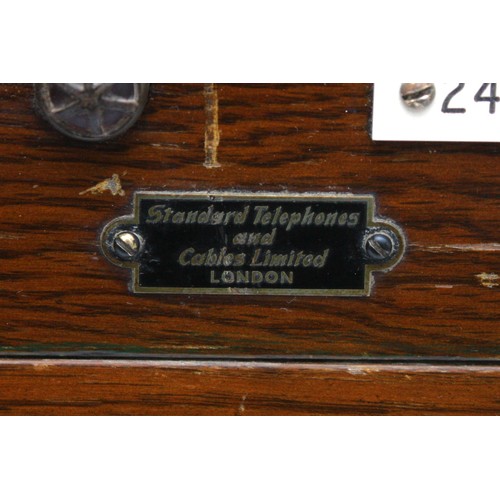 24
Standard Telephones
and
Cables Limited
LONDON